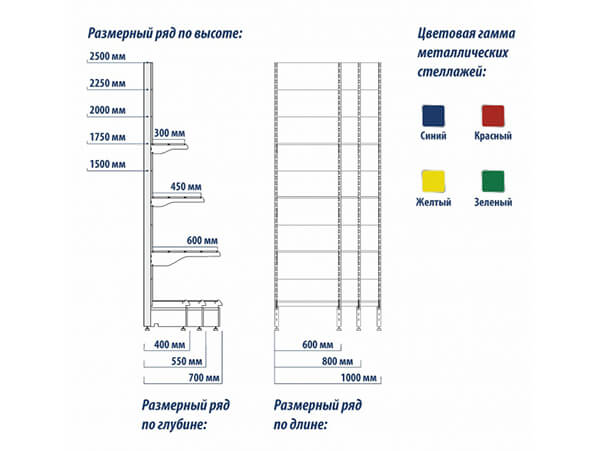 Размерный ряд по высоте:
2500 мм
2250 мм
2000 мм
1750 мм
1500 мм
300 мм
450 мм
600 мм
400 мм
550 мм
700 мм
Размерный ряд
по глубине:
600 мм
800 мм
1000 мм
Размерный ряд
по длине:
Цветовая гамма
металлических
стеллажей:
Синий
Красный
Желтый
Зеленый